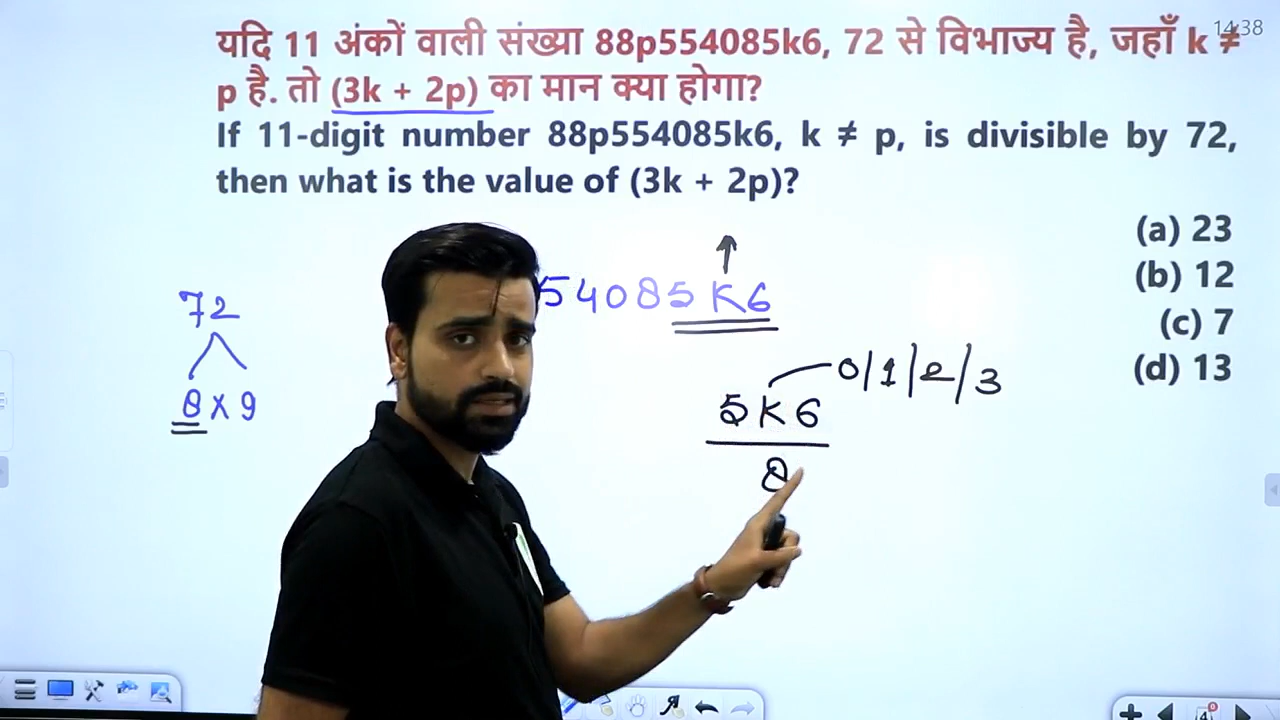 14:38
यदि 11 अंकों वाली संख्या 88p554085k6, 72 से विभाज्य है, जहाँ k ≠
p है. तो (3k + 2p) का मान क्या होगा?
If 11-digit number 88p554085k6, k ≠ p, is divisible by 72,
then what is the value of (3k + 2p)?
(a) 23
(b) 12
(c) 7
(d) 13
72
8 X 9
54085K6
0/1/2/3
5K6
8